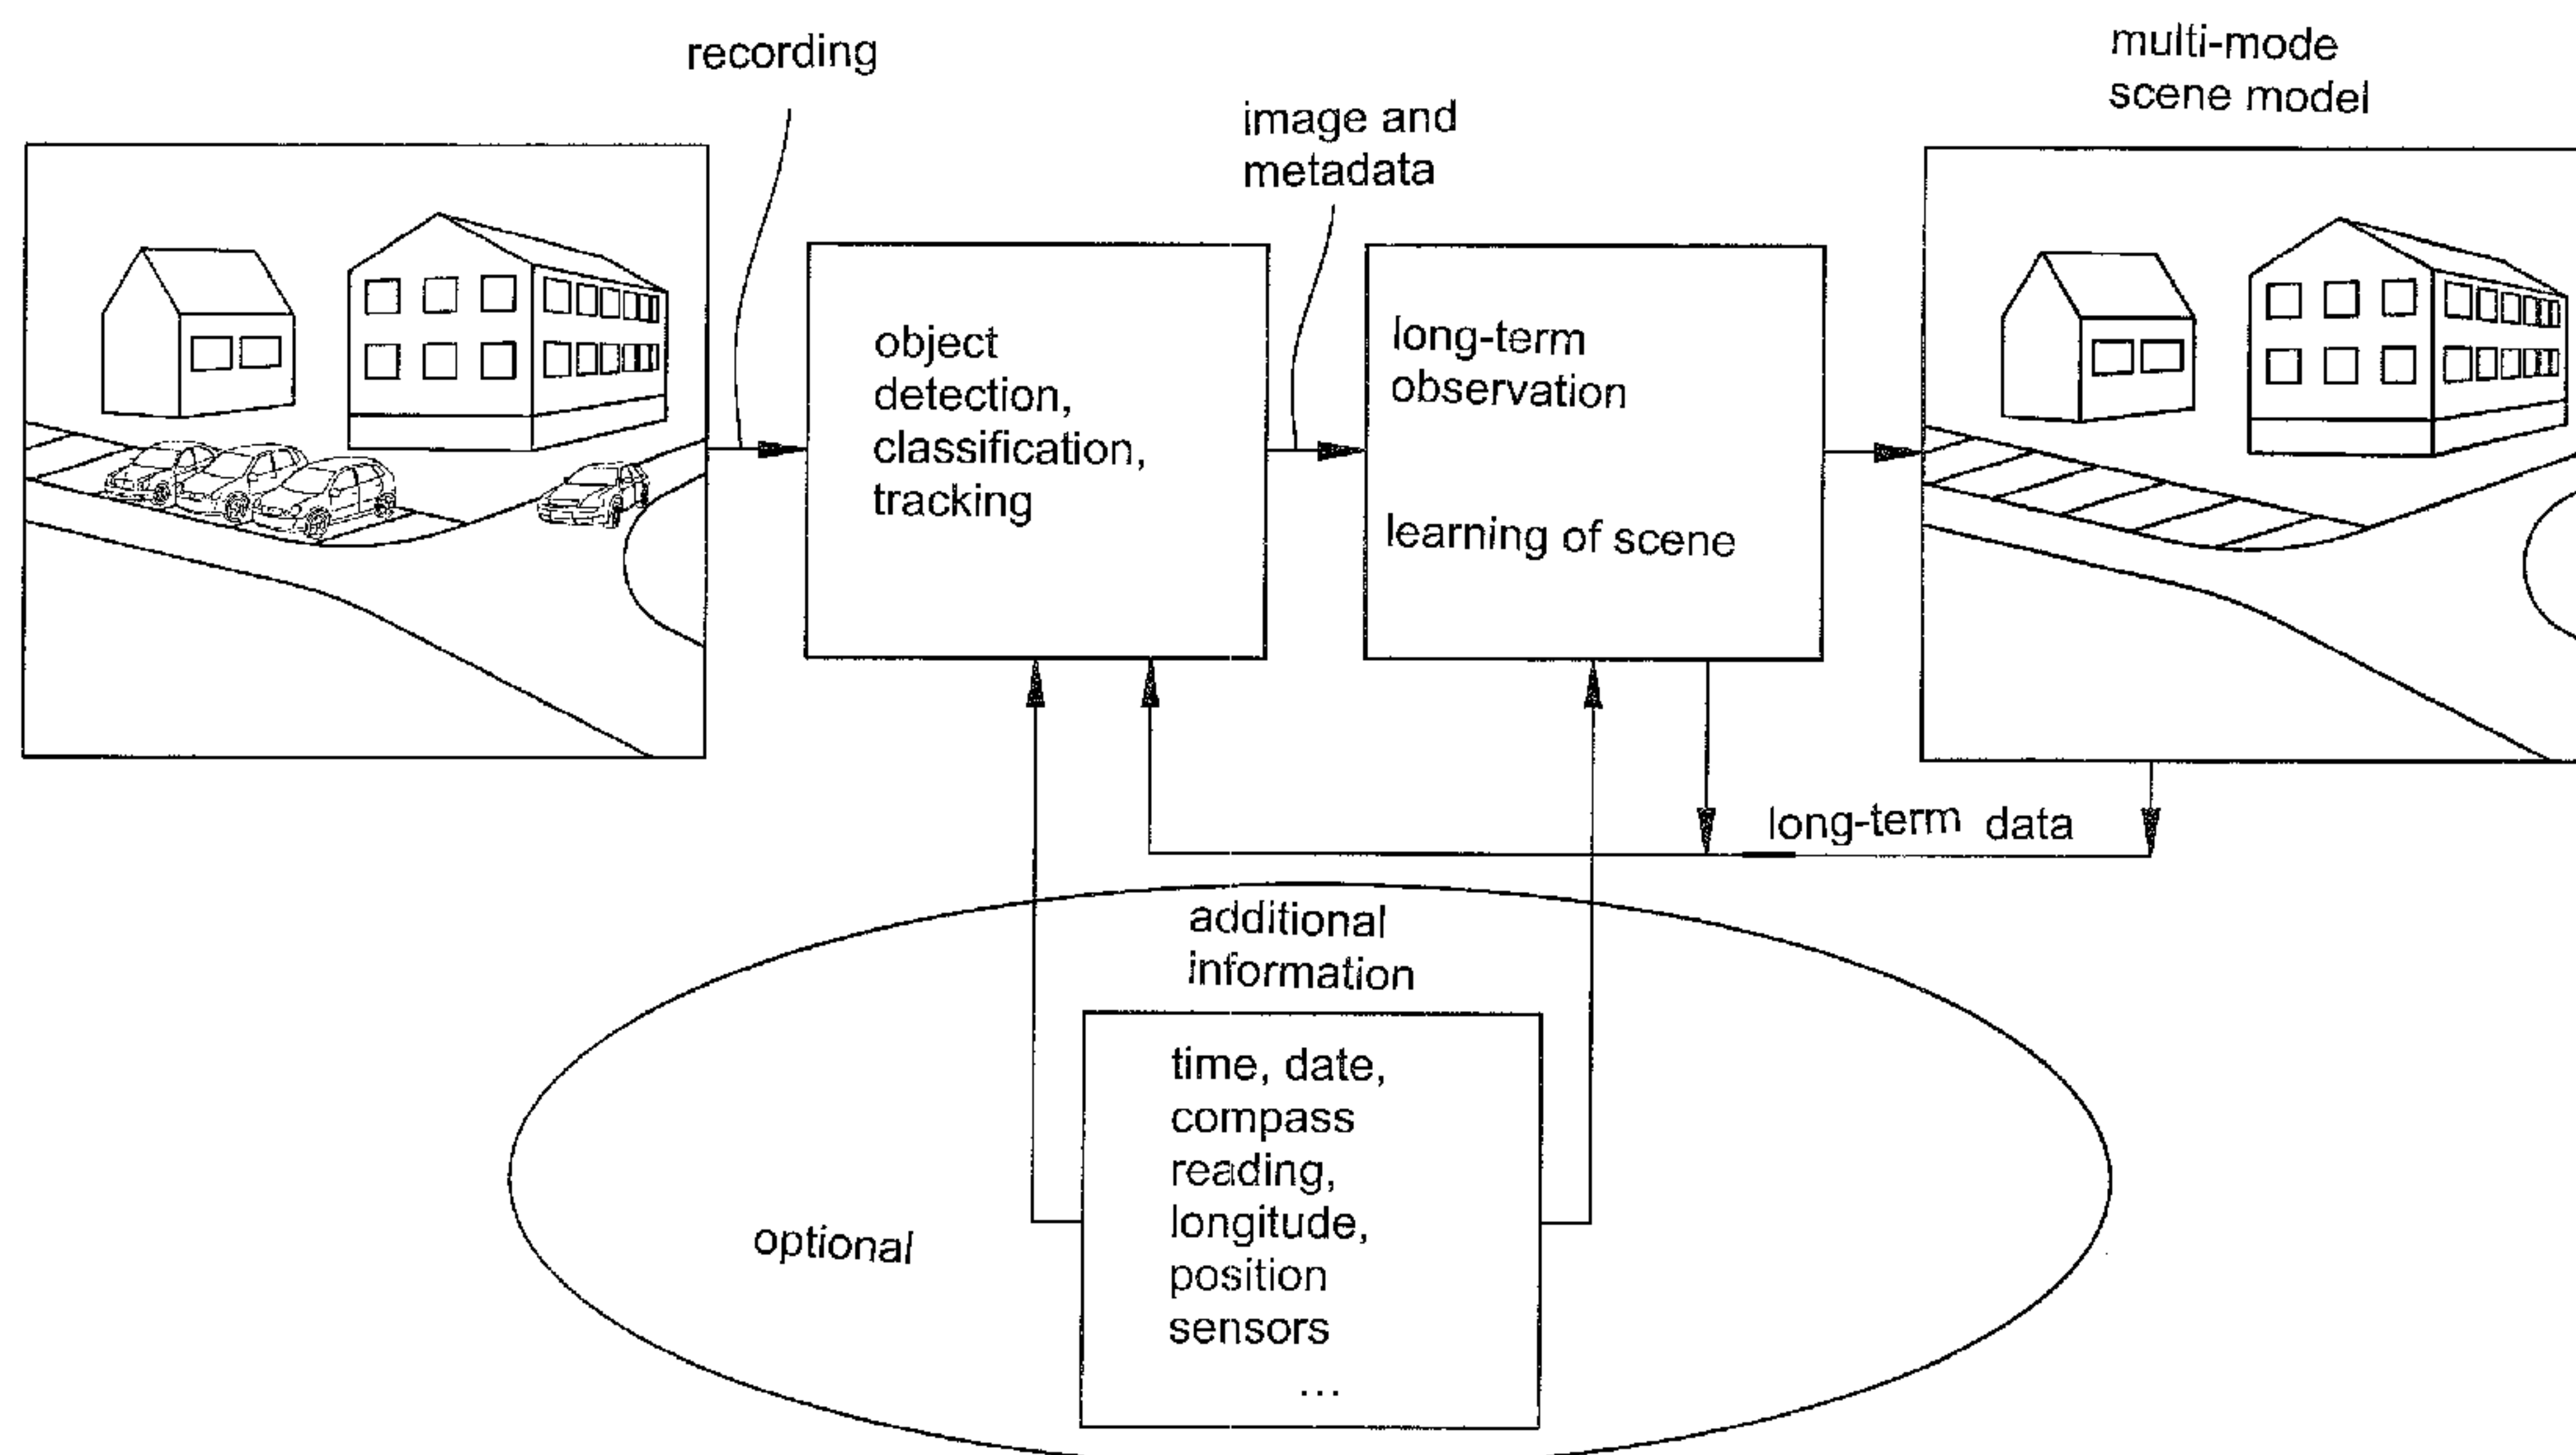 recording
multi-mode
scene model
image and
metadata
object
detection,
classification,
tracking
long-term
observation
learning of scene
long-term data
additional
information
time, date,
compass
reading,
longitude,
position
sensors
...
optional